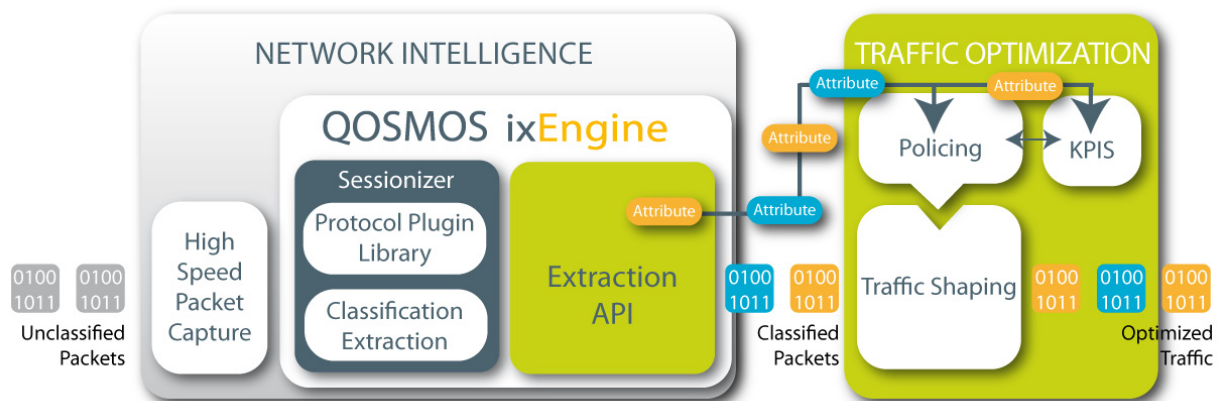 NETWORK INTELLIGENCE
QOSMOS ixEngine
Sessionizer
Protocol Plugin
Library
Classification
Extraction
High
Speed
Packet
Capture
0100
1011
0100
1011
Unclassified
Packets
Attribute
Extraction
API
Attribute
Attribute
Attribute
0100
1011
0100
1011
Classified
Packets
TRAFFIC OPTIMIZATION
Attribute
Policing
KPIS
Traffic Shaping
0100
1011
0100
1011
0100
1011
Optimized
Traffic